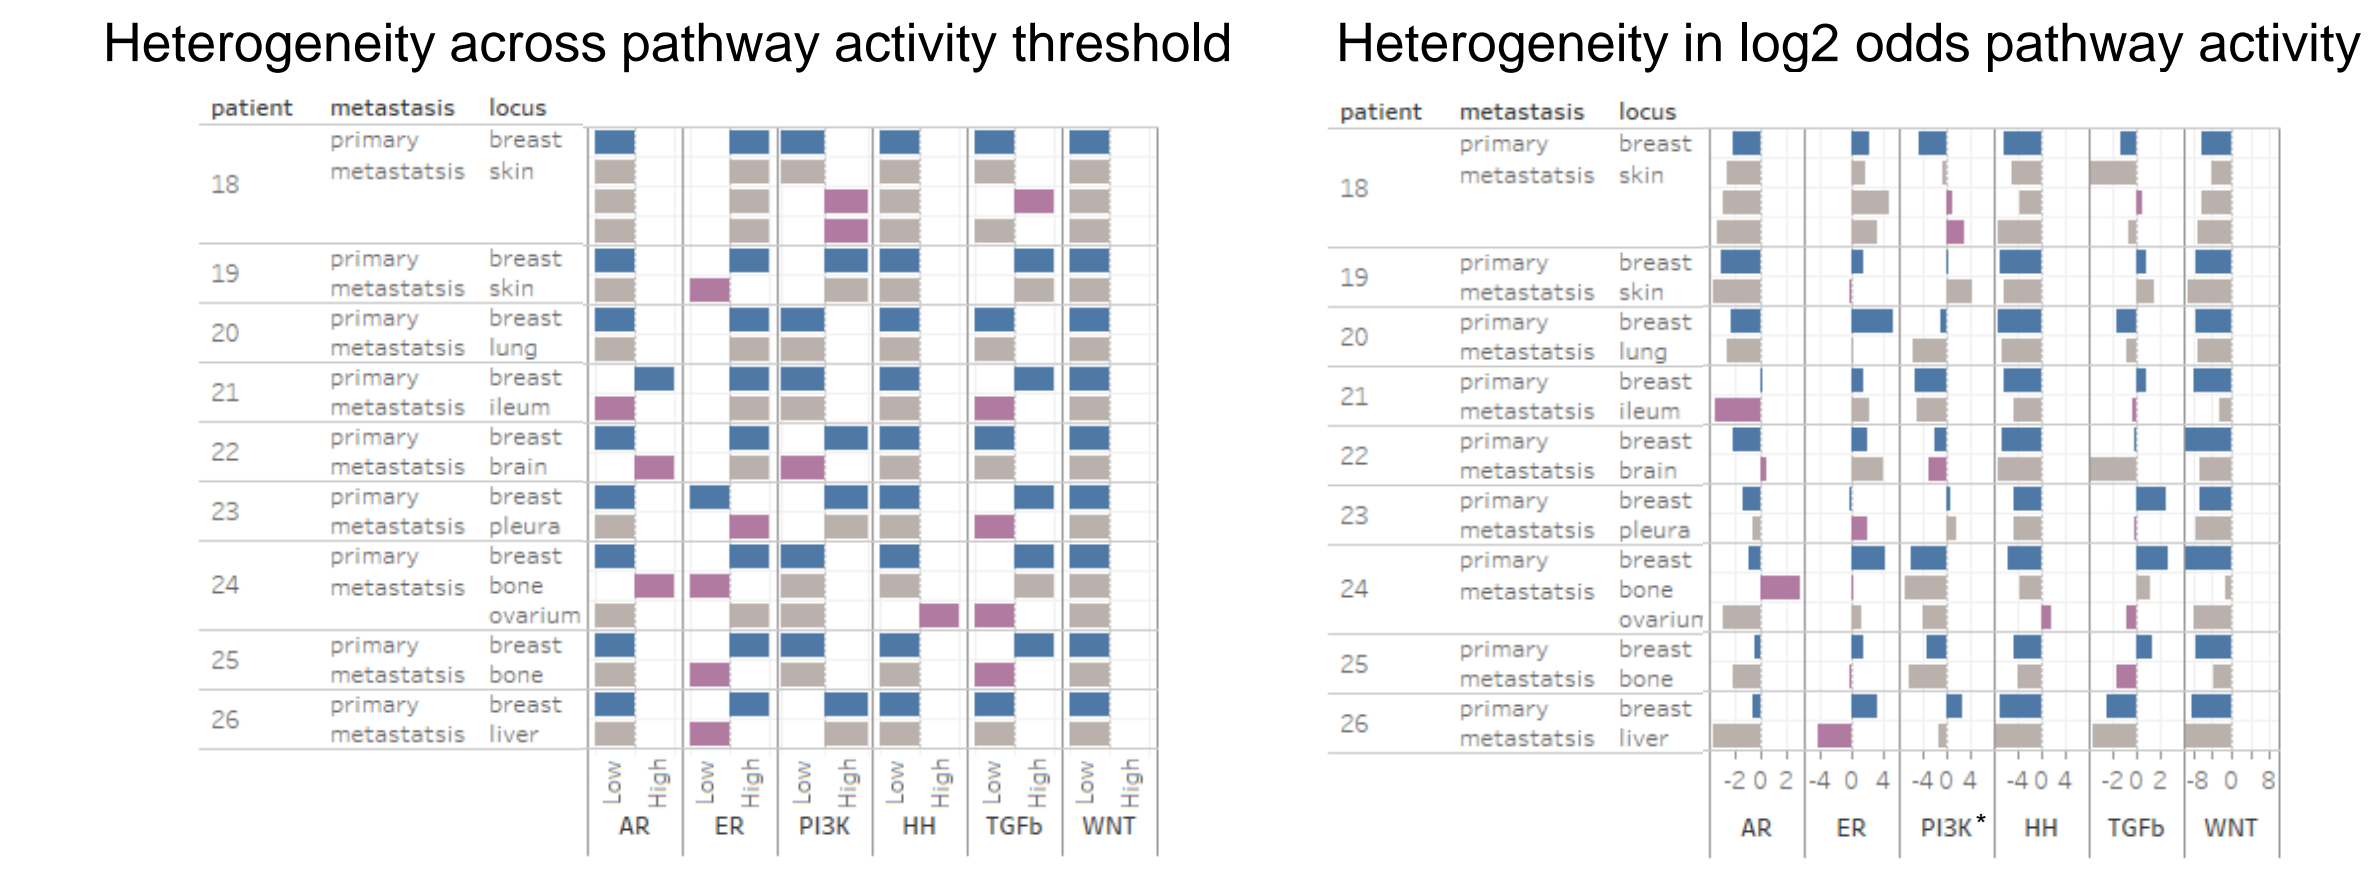 Heterogeneity across pathway activity threshold
patient metastasis locus
18 primary breast
metastatsis skin
19 primary breast
metastatsis skin
20 primary breast
metastatsis lung
21 primary breast
metastatsis ileum
22 primary breast
metastatsis brain
23 primary breast
metastatsis pleura
24 primary breast
metastatsis bone
ovarium
25 primary breast
metastatsis bone
26 primary breast
metastatsis liver
Low High Low High Low High Low High Low High Low High
AR ER PI3K HH TGFb WNT
Heterogeneity in log2 odds pathway activity
patient metastasis locus
18 primary breast
metastatsis skin
19 primary breast
metastatsis skin
20 primary breast
metastatsis lung
21 primary breast
metastatsis ileum
22 primary breast
metastatsis brain
23 primary breast
metastatsis pleura
24 primary breast
metastatsis bone
ovarium
25 primary breast
metastatsis bone
26 primary breast
metastatsis liver
-2 0 2 -4 0 4 -4 0 4 -4 0 4 -2 0 2 -8 0 8
AR ER PI3K * HH TGFb WNT